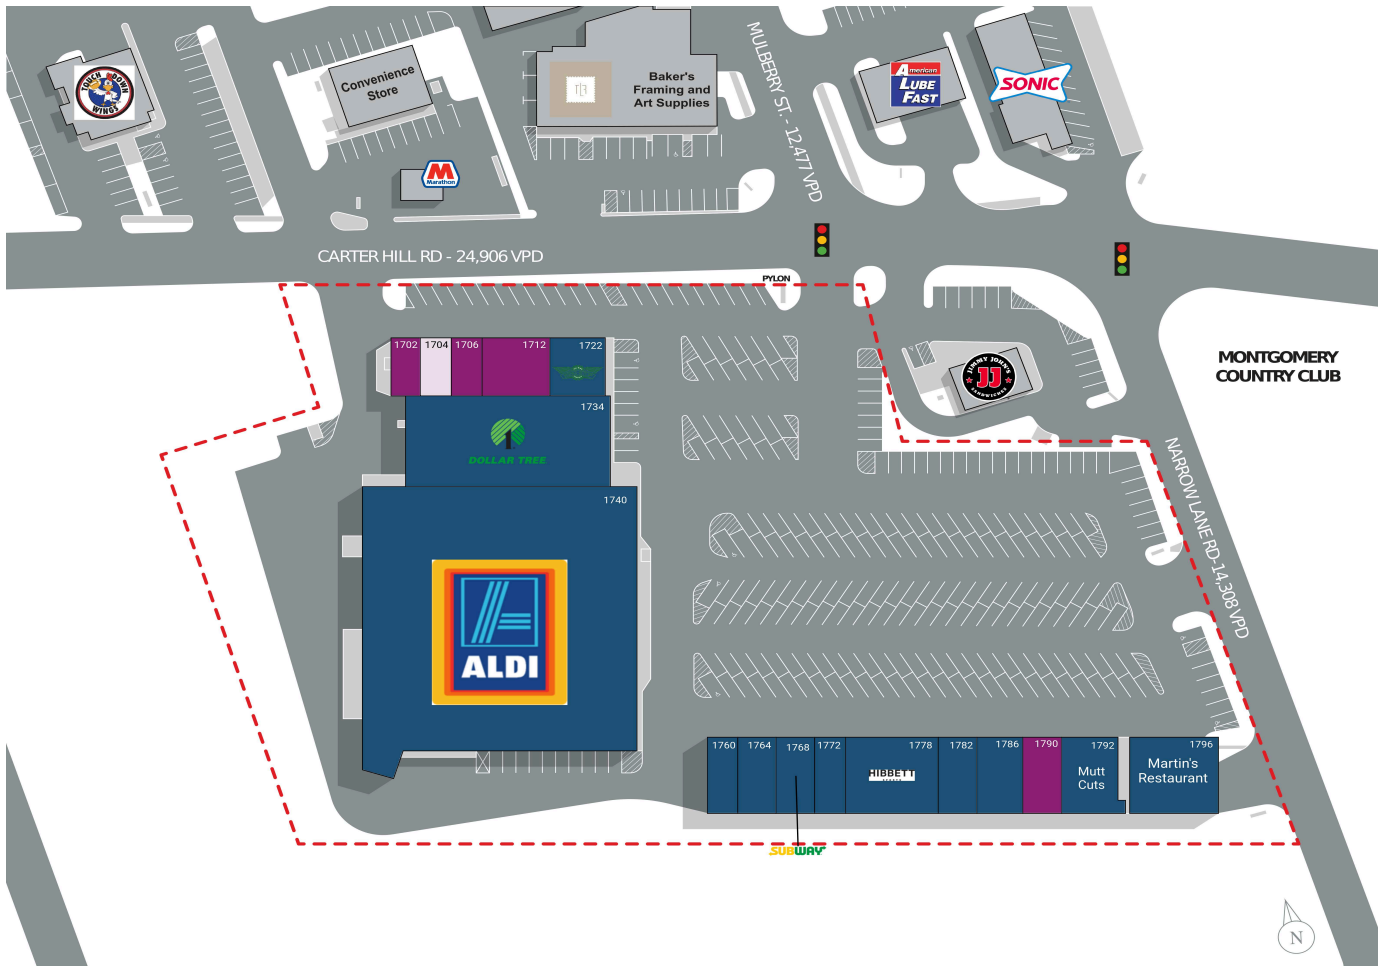 TOUCH DOWN
WINGS
Convenience
Store
Marathon
Baker's
Framing and
Art Supplies
MULBERRY ST. - 12,477 VPD
American
LUBE
FAST
SONIC
CARTER HILL RD - 24,906 VPD
PYLON
JIMMY JOHN'S
JJ
SANDWICHES
MONTGOMERY
COUNTRY CLUB
NARROW LANE RD-14,308 VPD
1702
1704
1706
1712
1722
1734
DOLLAR TREE
1740
ALDI
1760
1764
1768
1772
1778
HIBBETT
1782
1786
1790
1792
Mutt
Cuts
1796
Martin's
Restaurant
SUBWAY
N